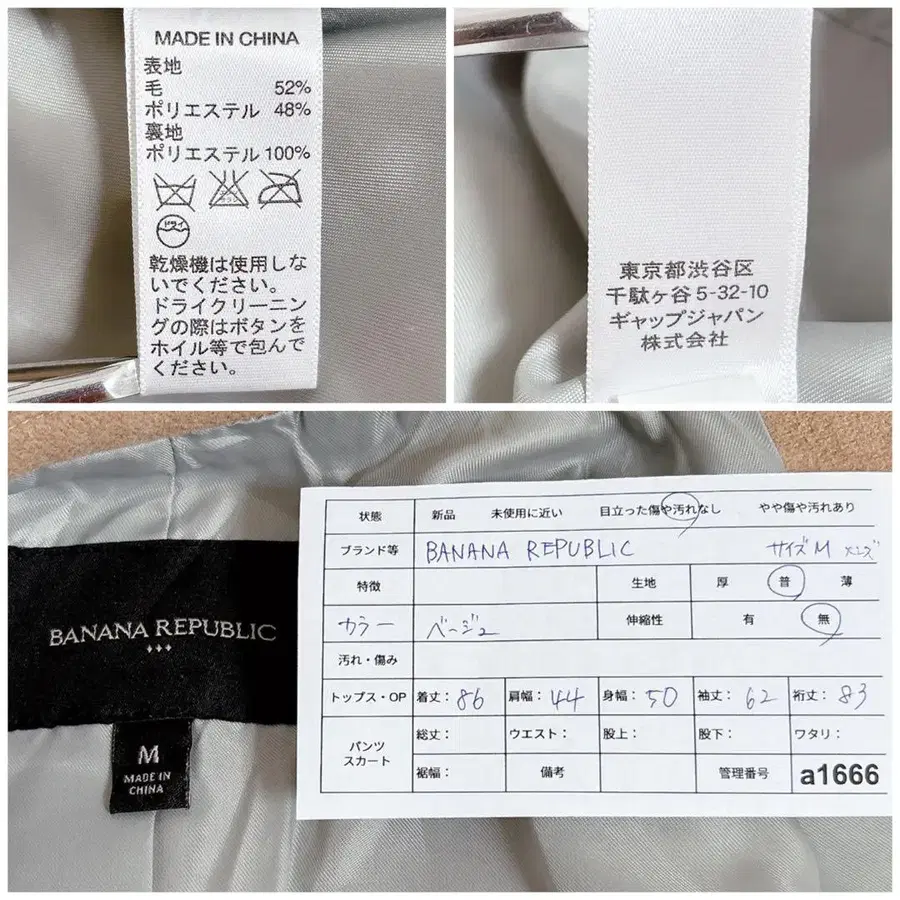 MADE IN CHINA
表地
毛 52%
ポリエステル 48%
裏地
ポリエステル 100%
ドライ
乾燥機は使用しな
いでください。
ドライクリーニン
グの際はボタンを
ホイル等で包んで
ください。
東京都渋谷区
千駄ヶ谷 5-32-10
ギャップジャパン
株式会社
BANANA REPUBLIC
M
MADE IN
CHINA
状態 新品 未使用に近い 目立った傷や汚れなし やや傷や汚れあり
ブランド等 BANANA REPUBLIC サイズM メンズ
特徴 生地 厚 普 薄
カラー ベージュ 伸縮性 有 無
汚れ・傷み
トップス・OP 着丈：86 肩幅：44 身幅：50 袖丈：62 裄丈：83
パンツ
スカート
総丈： ウエスト： 股上： 股下： ワタリ：
裾幅： 備考 管理番号 a1666